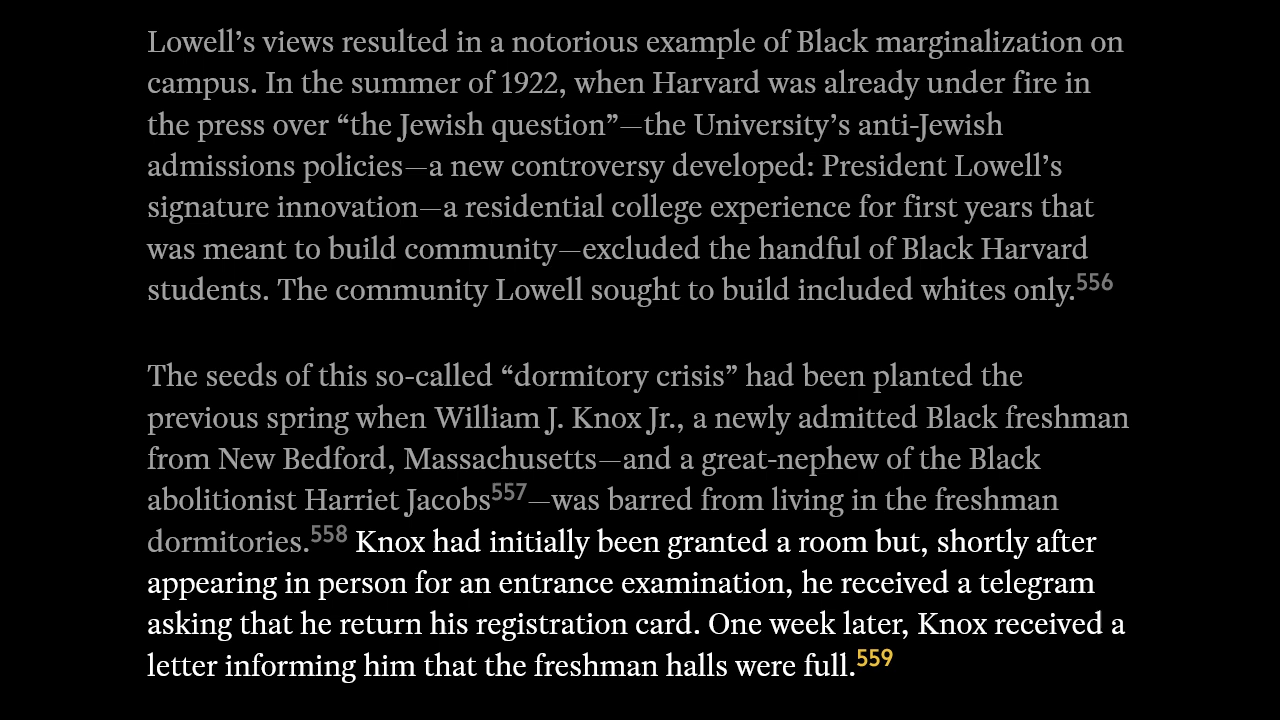 Lowell’s views resulted in a notorious example of Black marginalization on
campus. In the summer of 1922, when Harvard was already under fire in
the press over “the Jewish question”—the University’s anti-Jewish
admissions policies—a new controversy developed: President Lowell’s
signature innovation—a residential college experience for first years that
was meant to build community—excluded the handful of Black Harvard
students. The community Lowell sought to build included whites only.556
The seeds of this so-called “dormitory crisis” had been planted the
previous spring when William J. Knox Jr., a newly admitted Black freshman
from New Bedford, Massachusetts—and a great-nephew of the Black
abolitionist Harriet Jacobs557—was barred from living in the freshman
dormitories.558 Knox had initially been granted a room but, shortly after
appearing in person for an entrance examination, he received a telegram
asking that he return his registration card. One week later, Knox received a
letter informing him that the freshman halls were full.559